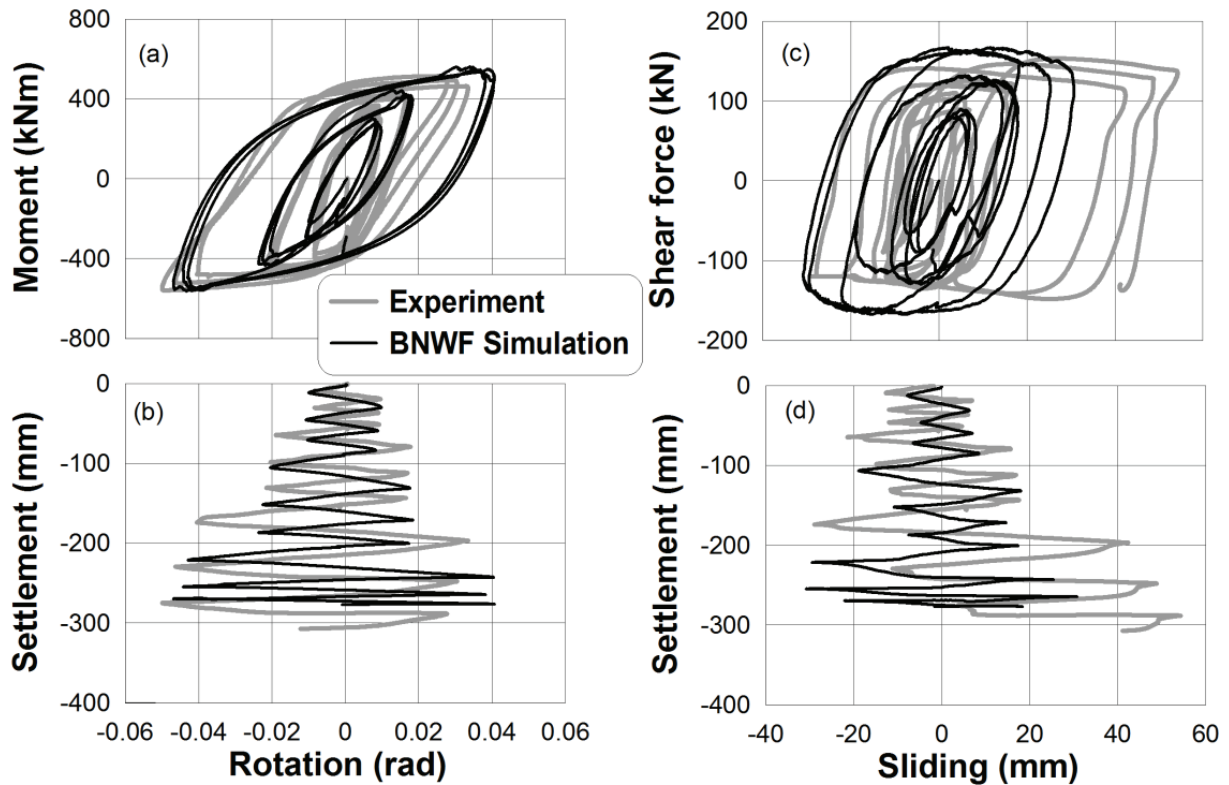 800
400
0
-400
-800
Moment (kNm)
(a)
200
100
0
-100
-200
Shear force (kN)
(c)
Experiment
BNWF Simulation
0
-100
-200
-300
-400
Settlement (mm)
(b)
-0.06 -0.04 -0.02 0 0.02 0.04 0.06
Rotation (rad)
0
-100
-200
-300
-400
Settlement (mm)
(d)
-40 -20 0 20 40 60
Sliding (mm)